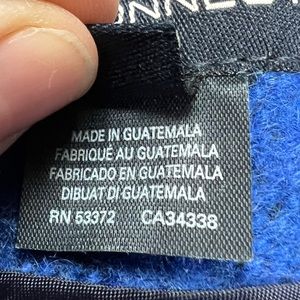 MADE IN GUATEMALA
FABRIQUÉ AU GUATEMALA
FABRICADO EN GUATEMALA
DIBUAT DI GUATEMALA
RN 53372 CA34338